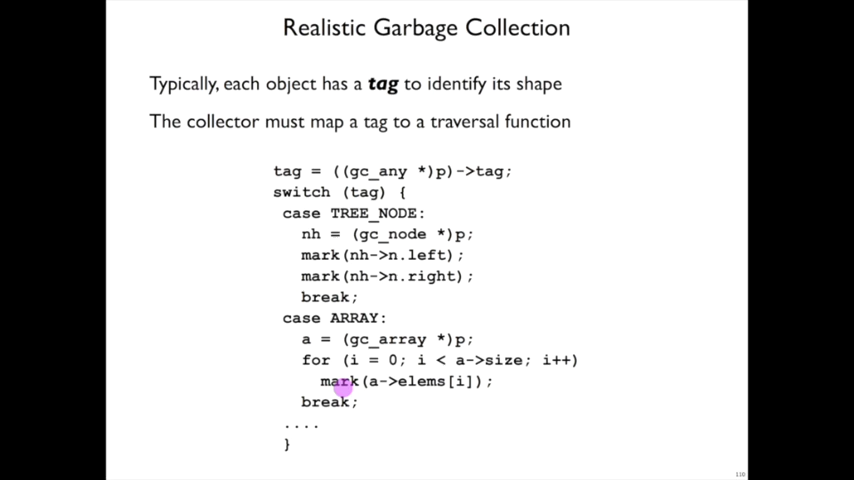 Realistic Garbage Collection
Typically, each object has a tag to identify its shape
The collector must map a tag to a traversal function
tag = ((gc_any *)p)->tag;
switch (tag) {
case TREE_NODE:
nh = (gc_node *)p;
mark(nh->n.left);
mark(nh->n.right);
break;
case ARRAY:
a = (gc_array *)p;
for (i = 0; i < a->size; i++)
mark(a->elems[i]);
break;
....
}
110